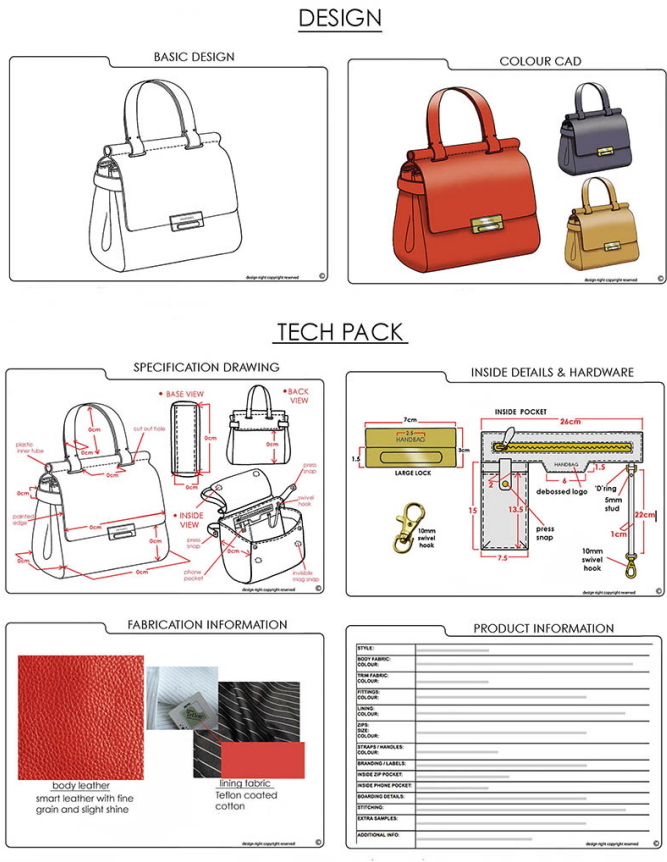 DESIGN
BASIC DESIGN
HANDBAG
design right copyright reserved ©
COLOUR CAD
design right copyright reserved ©
TECH PACK
SPECIFICATION DRAWING
• BASE VIEW
• BACK
VIEW
0cm
0cm
cut out hole
plastic
inner tube
0cm
0cm
0cm
painted
edge
0cm
0cm
0cm
0cm
press
snap
swivel
hook
• INSIDE
VIEW
press
snap
0cm
phone
pocket
invisible
mag snap
design right copyright reserved ©
INSIDE DETAILS & HARDWARE
7cm
2.5
HANDBAG
1.5
3cm
LARGE LOCK
10mm
swivel
hook
INSIDE POCKET
26cm
HANDBAG
1.5
6
debossed logo
2
15
13.5
7.5
press
snap
'D'ring
5mm
stud
22cm
1cm
10mm
swivel
hook
design right copyright reserved ©
FABRICATION INFORMATION
body leather
smart leather with fine
grain and slight shine
lining fabric
Teflon coated
cotton
design right copyright reserved ©
PRODUCT INFORMATION
STYLE:
BODY FABRIC:
COLOUR:
TRIM FABRIC:
COLOUR:
FITTINGS:
COLOUR:
LINING:
COLOUR:
ZIPS:
SIZE:
COLOUR:
STRAPS / HANDLES:
COLOUR:
BRANDING / LABELS:
INSIDE ZIP POCKET:
INSIDE PHONE POCKET:
BOARDING DETAILS:
STITCHING:
EXTRA SAMPLES:
ADDITIONAL INFO:
design right copyright reserved ©